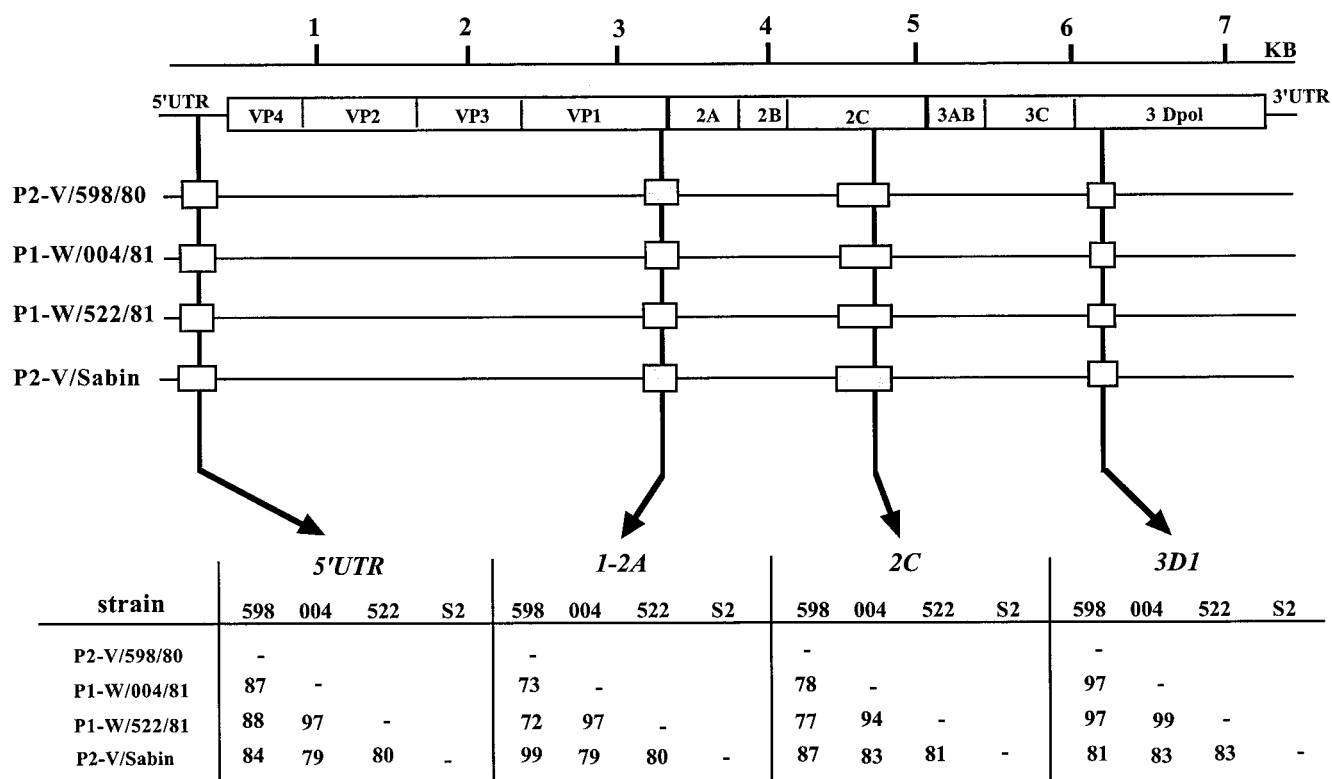 1 2 3 4 5 6 7 KB
5'UTR 3'UTR
VP4 VP2 VP3 VP1 2A 2B 2C 3AB 3C 3 Dpol
P2-V/598/80
P1-W/004/81
P1-W/522/81
P2-V/Sabin
5'UTR 1-2A 2C 3D1
strain 598 004 522 S2 598 004 522 S2 598 004 522 S2 598 004 522 S2
P2-V/598/80 - - - -
P1-W/004/81 87 - 73 - 78 - 97 -
P1-W/522/81 88 97 - 72 97 - 77 94 - 97 99 -
P2-V/Sabin 84 79 80 - 99 79 80 - 87 83 81 - 81 83 83 -